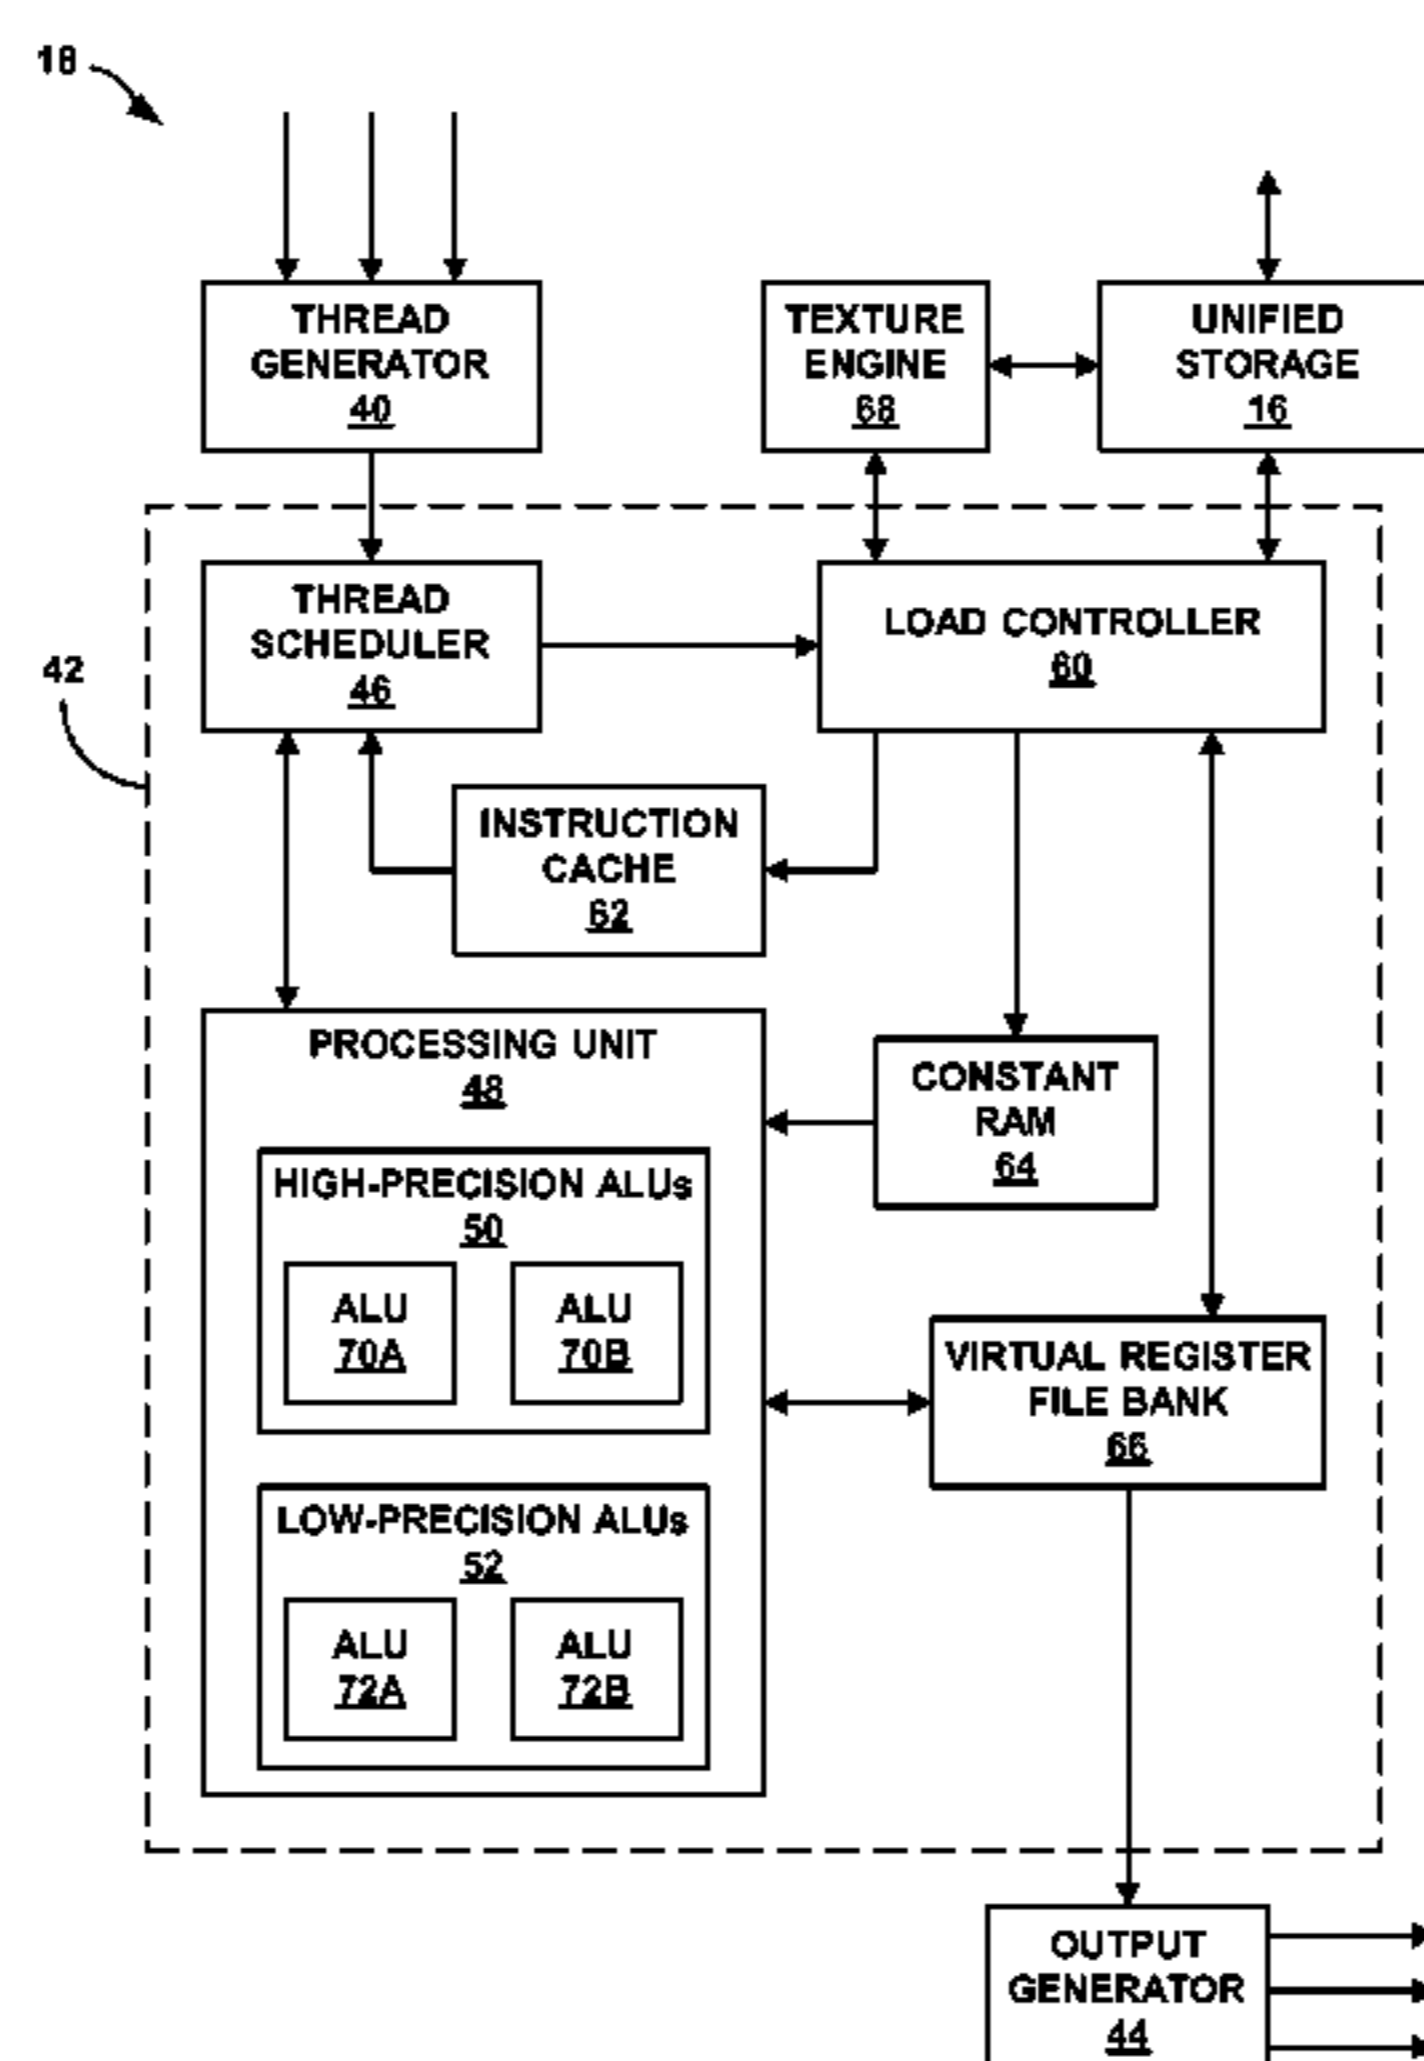 18
THREAD
GENERATOR
40
TEXTURE
ENGINE
68
UNIFIED
STORAGE
16
THREAD
SCHEDULER
46
LOAD CONTROLLER
60
42
INSTRUCTION
CACHE
62
PROCESSING UNIT
48
CONSTANT
RAM
64
HIGH-PRECISION ALUs
50
ALU
70A
ALU
70B
VIRTUAL REGISTER
FILE BANK
66
LOW-PRECISION ALUs
52
ALU
72A
ALU
72B
OUTPUT
GENERATOR
44